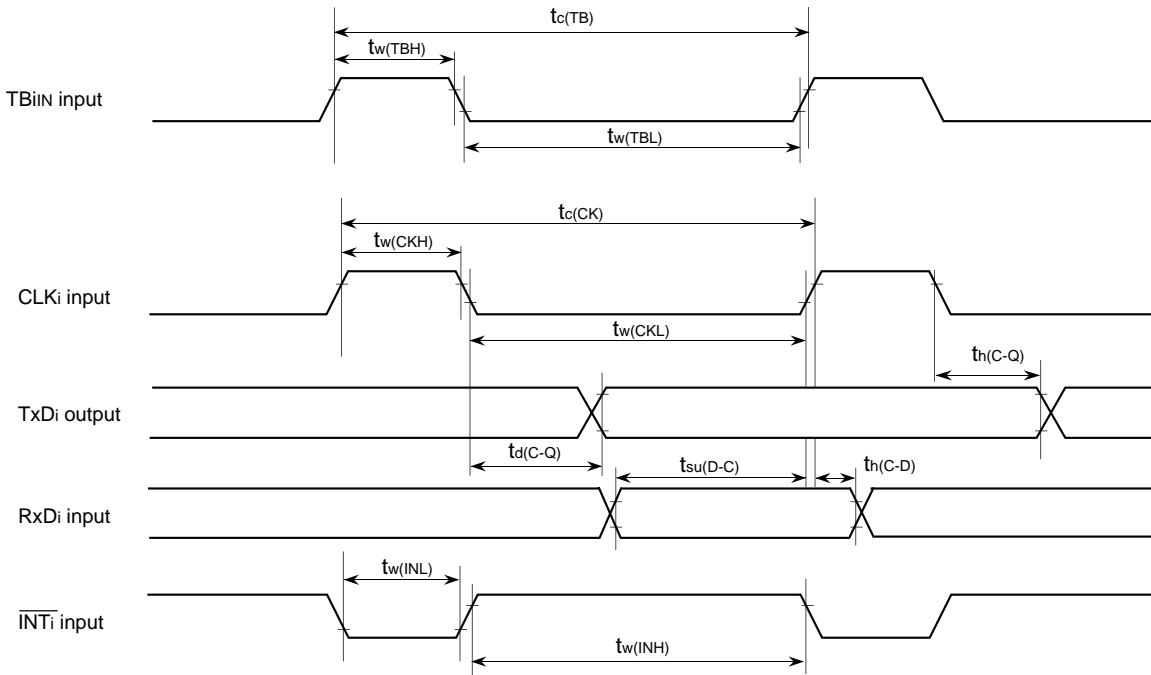 tc(TB)
tw(TBH)
TBiIN input
tw(TBL)
tc(CK)
tw(CKH)
CLKi input
tw(CKL)
th(C-Q)
TxDi output
td(C-Q)
tsu(D-C)
th(C-D)
RxDi input
tw(INL)
INTi input
tw(INH)